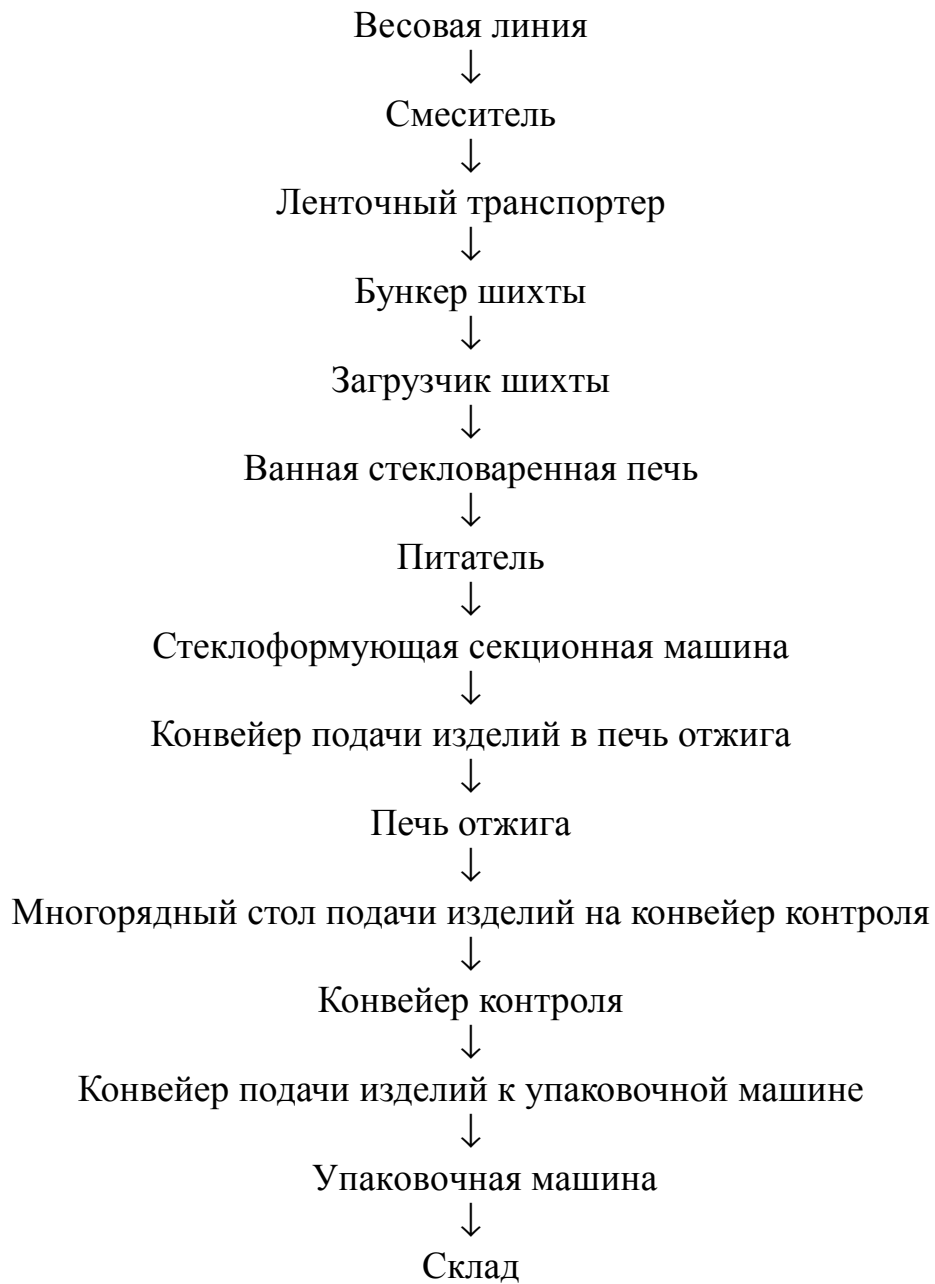 Весовая линия
↓
Смеситель
↓
Ленточный транспортер
↓
Бункер шихты
↓
Загрузчик шихты
↓
Ванная стекловаренная печь
↓
Питатель
↓
Стеклоформующая секционная машина
↓
Конвейер подачи изделий в печь отжига
↓
Печь отжига
↓
Многорядный стол подачи изделий на конвейер контроля
↓
Конвейер контроля
↓
Конвейер подачи изделий к упаковочной машине
↓
Упаковочная машина
↓
Склад